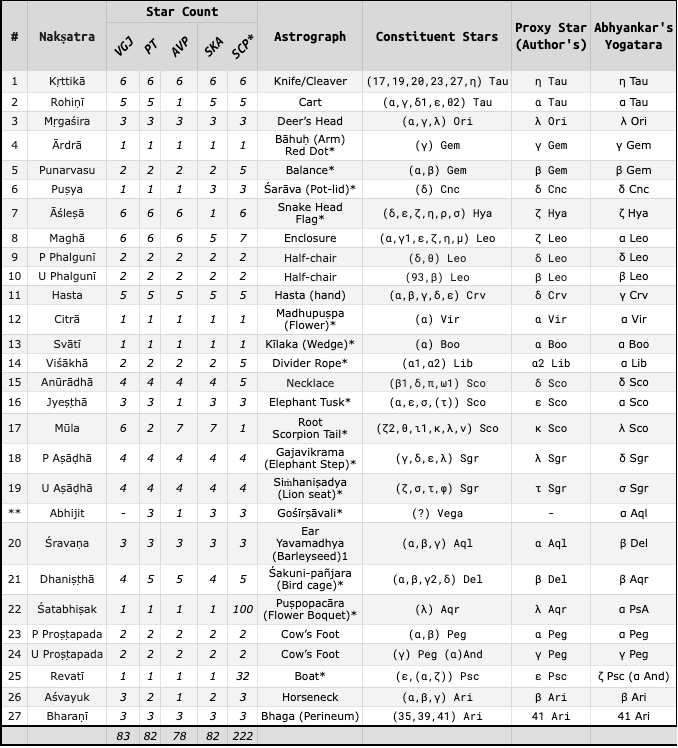 Star Count
# Nakṣatra VGJ PT AVP SKA SCP* Astrograph Constituent Stars Proxy Star (Author's) Abhyankar's Yogatara
1 Kṛttikā 6 6 6 6 6 Knife/Cleaver (17,19,20,23,27,η) Tau η Tau η Tau
2 Rohiṇī 5 5 1 5 5 Cart (α,γ,δ1,ε,θ2) Tau α Tau α Tau
3 Mṛgaśira 3 3 3 3 3 Deer's Head (α,γ,λ) Ori λ Ori λ Ori
4 Ārdrā 1 1 1 1 1 Bāhuḥ (Arm) Red Dot* (γ) Gem γ Gem γ Gem
5 Punarvasu 2 2 2 2 5 Balance* (α,β) Gem β Gem β Gem
6 Puṣya 1 1 1 3 3 Śarāva (Pot-lid)* (δ) Cnc δ Cnc δ Cnc
7 Āśleṣā 6 6 6 1 6 Snake Head Flag* (δ,ε,ζ,η,ρ,σ) Hya ζ Hya ζ Hya
8 Maghā 6 6 6 5 7 Enclosure (α,γ1,ε,ζ,η,μ) Leo ζ Leo α Leo
9 P Phalgunī 2 2 2 2 2 Half-chair (δ,θ) Leo δ Leo δ Leo
10 U Phalgunī 2 2 2 2 2 Half-chair (93,β) Leo β Leo β Leo
11 Hasta 5 5 5 5 5 Hasta (hand) (α,β,γ,δ,ε) Crv δ Crv γ Crv
12 Citrā 1 1 1 1 1 Madhupuṣpa (Flower)* (α) Vir α Vir α Vir
13 Svātī 1 1 1 1 1 Kīlaka (Wedge)* (α) Boo α Boo α Boo
14 Viśākhā 2 2 2 2 5 Divider Rope* (α1,α2) Lib α2 Lib α Lib
15 Anūrādhā 4 4 4 4 5 Necklace (β1,δ,π,ω1) Sco δ Sco δ Sco
16 Jyeṣṭhā 3 3 1 3 3 Elephant Tusk* (α,ε,σ,(τ)) Sco ε Sco α Sco
17 Mūla 6 2 7 7 1 Root Scorpion Tail* (ζ2,θ,ι1,κ,λ,ν) Sco κ Sco λ Sco
18 P Aṣāḍhā 4 4 4 4 4 Gajavikrama (Elephant Step)* (γ,δ,ε,λ) Sgr λ Sgr δ Sgr
19 U Aṣāḍhā 4 4 4 4 4 Siṁhaniṣadya (Lion seat)* (ζ,σ,τ,φ) Sgr τ Sgr σ Sgr
** Abhijit - 3 1 3 3 Gośīrṣāvali* (?) Vega - α Aql
20 Śravaṇa 3 3 3 3 3 Ear Yavamadhya (Barleyseed)1 (α,β,γ) Aql α Aql β Del
21 Dhaniṣṭhā 4 5 5 4 5 Śakuni-pañjara (Bird cage)* (α,β,γ2,δ) Del β Del β Aqr
22 Śatabhiṣak 1 1 1 1 100 Puṣpopacāra (Flower Boquet)* (λ) Aqr λ Aqr α PsA
23 P Proṣṭapada 2 2 2 2 2 Cow's Foot (α,β) Peg α Peg α Peg
24 U Proṣṭapada 2 2 2 2 2 Cow's Foot (γ) Peg (α)And γ Peg γ Peg
25 Revatī 1 1 1 1 32 Boat* (ε,(α,ζ)) Psc ε Psc ζ Psc (α And)
26 Aśvayuk 3 2 1 2 3 Horseneck (α,β,γ) Ari β Ari β Ari
27 Bharaṇī 3 3 3 3 3 Bhaga (Perineum) (35,39,41) Ari 41 Ari 41 Ari
83 82 78 82 222